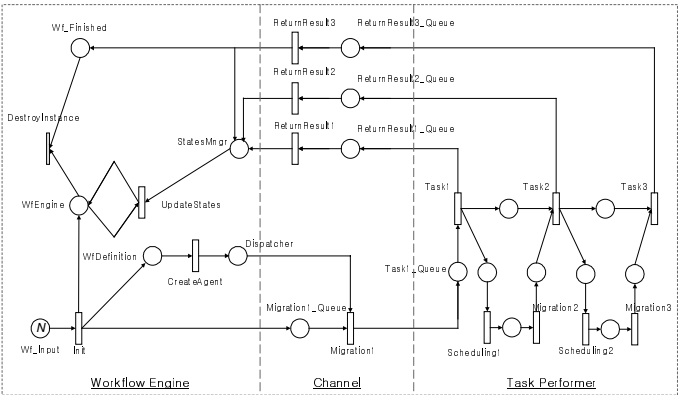 Wf_Finished
ReturnResult3
ReturnResult3_Queue
ReturnResult2
ReturnResult2_Queue
DestroyInstance
StatesMngr
ReturnResult1
ReturnResult1_Queue
Task1
Task2
Task3
WfEngine
UpdateStates
WfDefinition
Dispatcher
CreateAgent
Task1_Queue
Migration1_Queue
Migration2
Migration3
N
Wf_Input
Init
Migration1
Scheduling1
Scheduling2
Workflow Engine
Channel
Task Performer